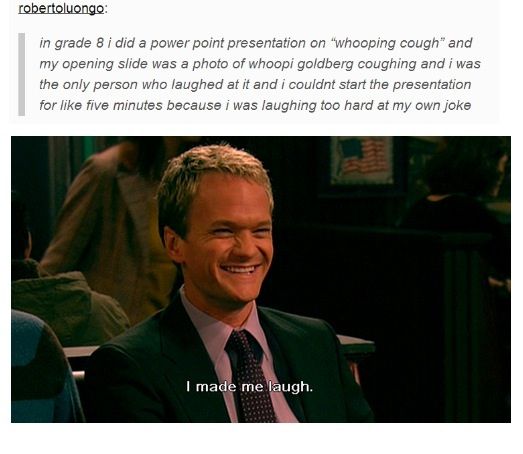 robertoluongo:
in grade 8 i did a power point presentation on “whooping cough” and
my opening slide was a photo of whoopi goldberg coughing and i was
the only person who laughed at it and i couldnt start the presentation
for like five minutes because i was laughing too hard at my own joke
I made me laugh.